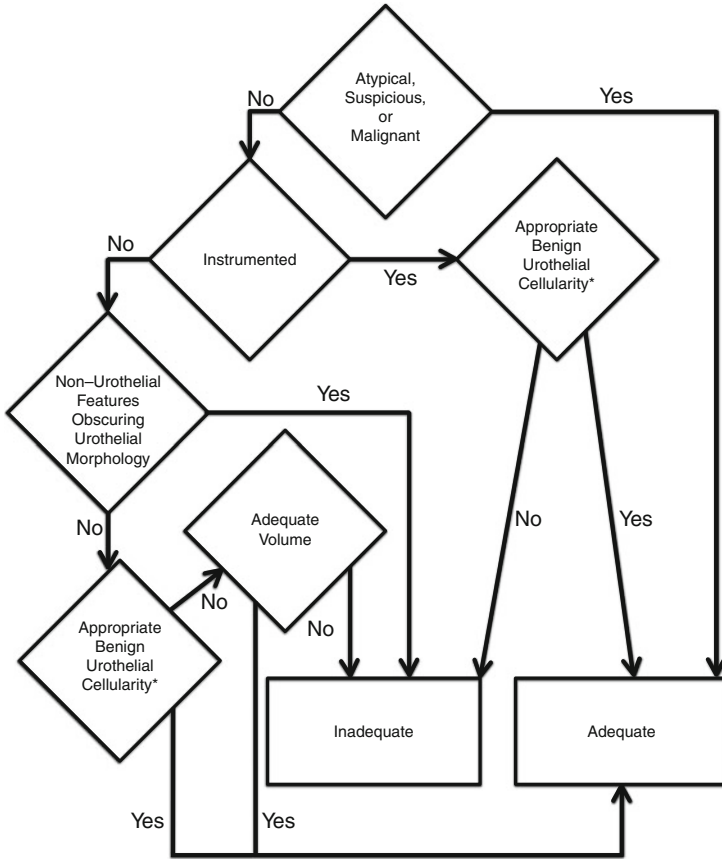 Atypical,
Suspicious,
or
Malignant
No
Yes
Instrumented
No
Yes
Appropriate
Benign
Urothelial
Cellularity*
Non–Urothelial
Features
Obscuring
Urothelial
Morphology
Yes
No
Adequate
Volume
No
Yes
No
No
Appropriate
Benign
Urothelial
Cellularity*
Inadequate
Adequate
Yes
Yes